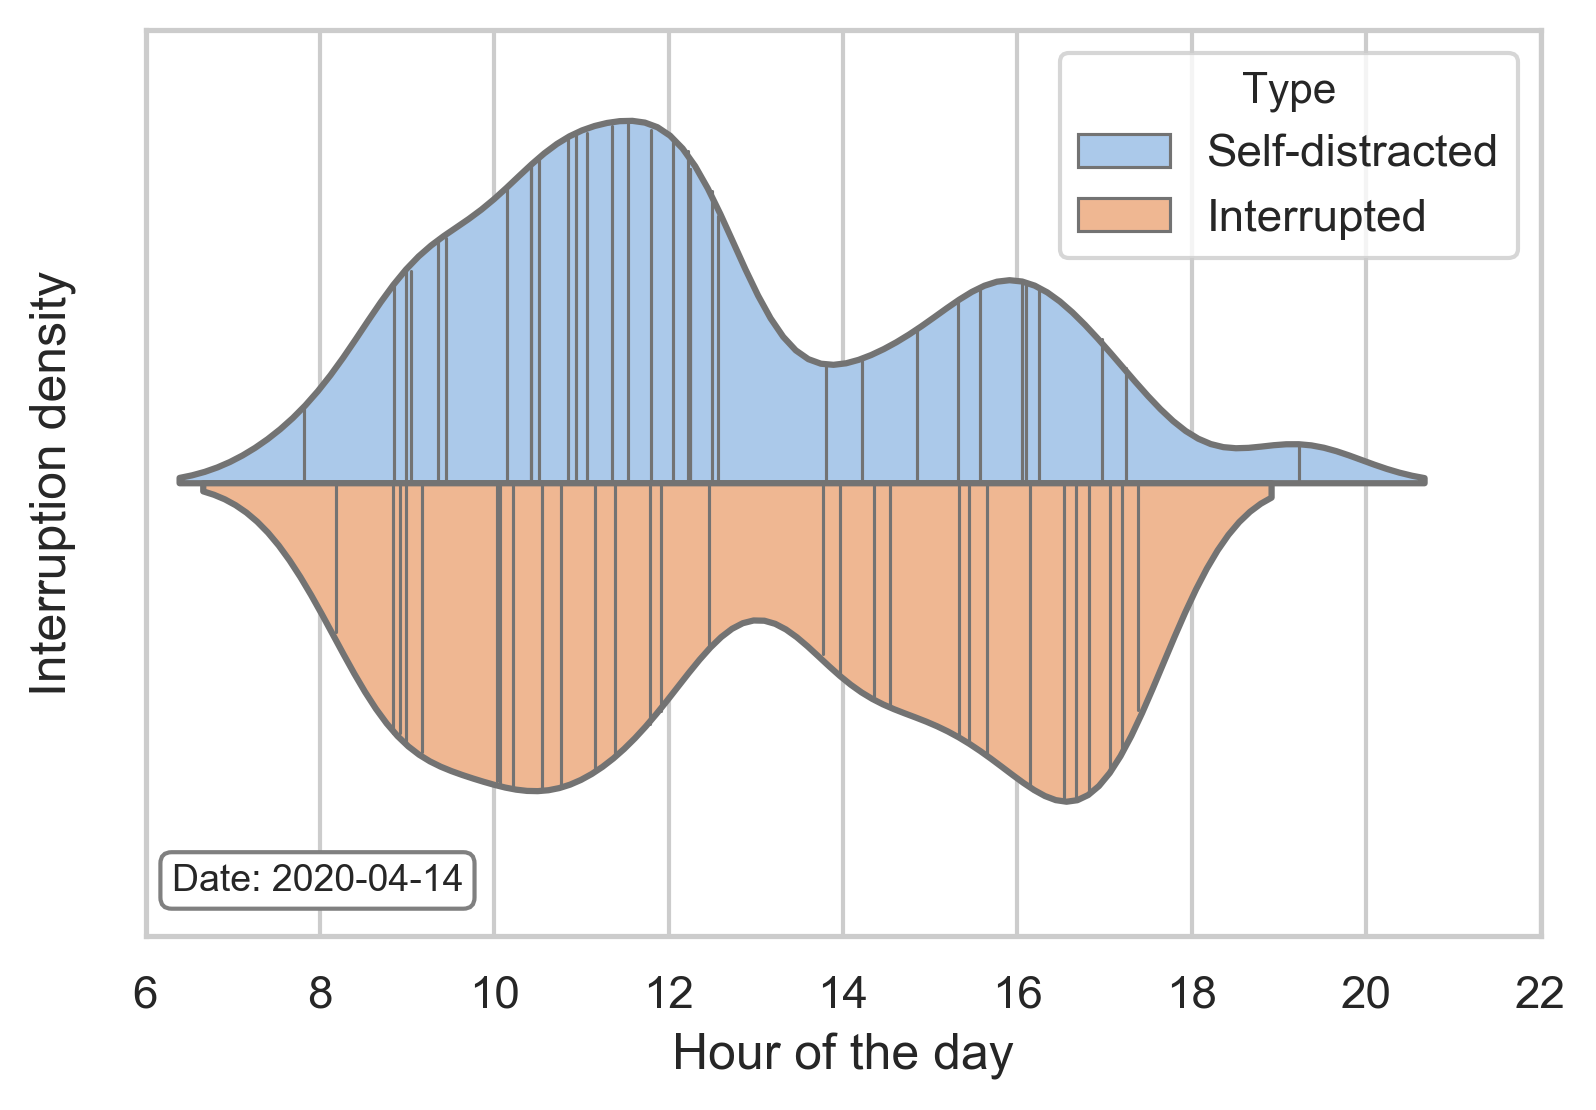 Type
Self-distracted
Interrupted
Interruption density
Date: 2020-04-14
6 8 10 12 14 16 18 20 22
Hour of the day